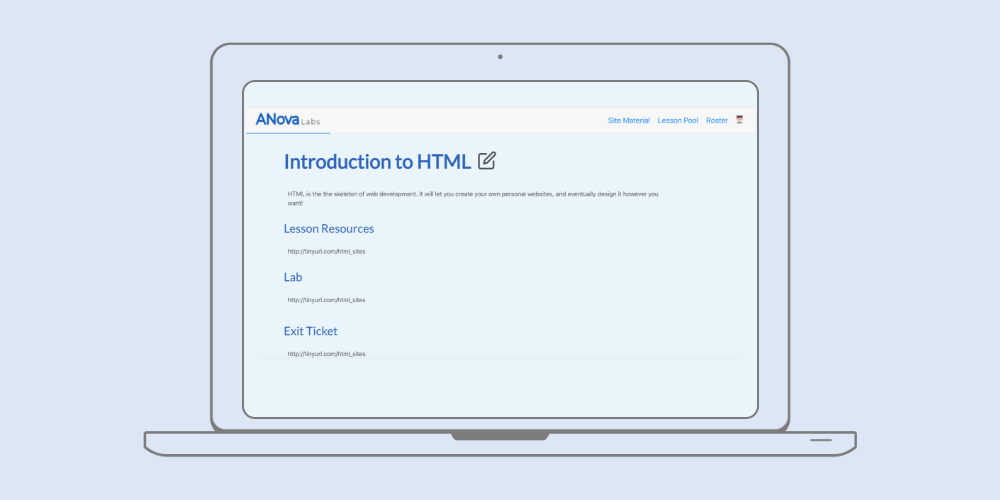 ANova Labs
Site Material Lesson Pool Roster
Introduction to HTML
HTML is the the skeleton of web development. It will let you create your own personal websites, and eventually design it however you
want!
Lesson Resources
http://tinyurl.com/html_sites
Lab
http://tinyurl.com/html_sites
Exit Ticket
http://tinyurl.com/html_sites